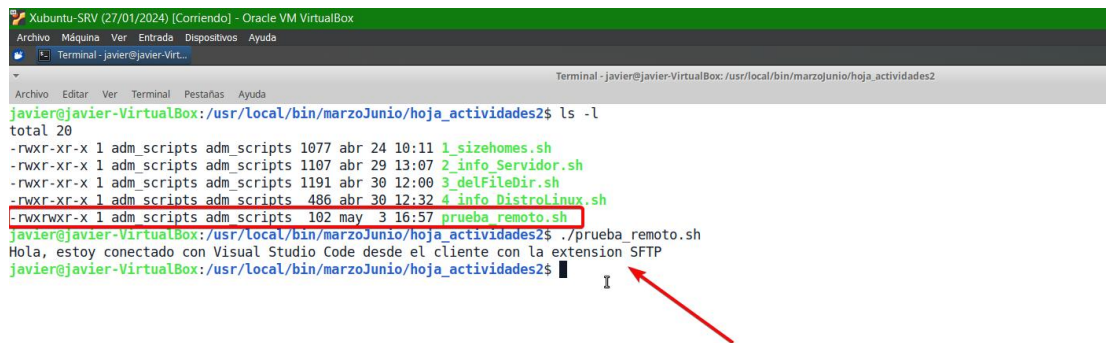 Xubuntu-SRV (27/01/2024) [Corriendo] - Oracle VM VirtualBox
Archivo Máquina Ver Entrada Dispositivos Ayuda
Terminal - javier@javier-Virt...
Terminal - javier@javier-VirtualBox: /usr/local/bin/marzoJunio/hoja_actividades2
Archivo Editar Ver Terminal Pestañas Ayuda
javier@javier-VirtualBox:/usr/local/bin/marzoJunio/hoja_actividades2$ ls -l
total 20
-rwxr-xr-x 1 adm_scripts adm_scripts 1077 abr 24 10:11 1_sizehomes.sh
-rwxr-xr-x 1 adm_scripts adm_scripts 1107 abr 29 13:07 2_info_Servidor.sh
-rwxr-xr-x 1 adm_scripts adm_scripts 1191 abr 30 12:00 3_delFileDir.sh
-rwxr-xr-x 1 adm_scripts adm_scripts 486 abr 30 12:32 4_info_DistroLinux.sh
-rwxrwxr-x 1 adm_scripts adm_scripts 102 may 3 16:57 prueba_remoto.sh
javier@javier-VirtualBox:/usr/local/bin/marzoJunio/hoja_actividades2$ ./prueba_remoto.sh
Hola, estoy conectado con Visual Studio Code desde el cliente con la extension SFTP
javier@javier-VirtualBox:/usr/local/bin/marzoJunio/hoja_actividades2$